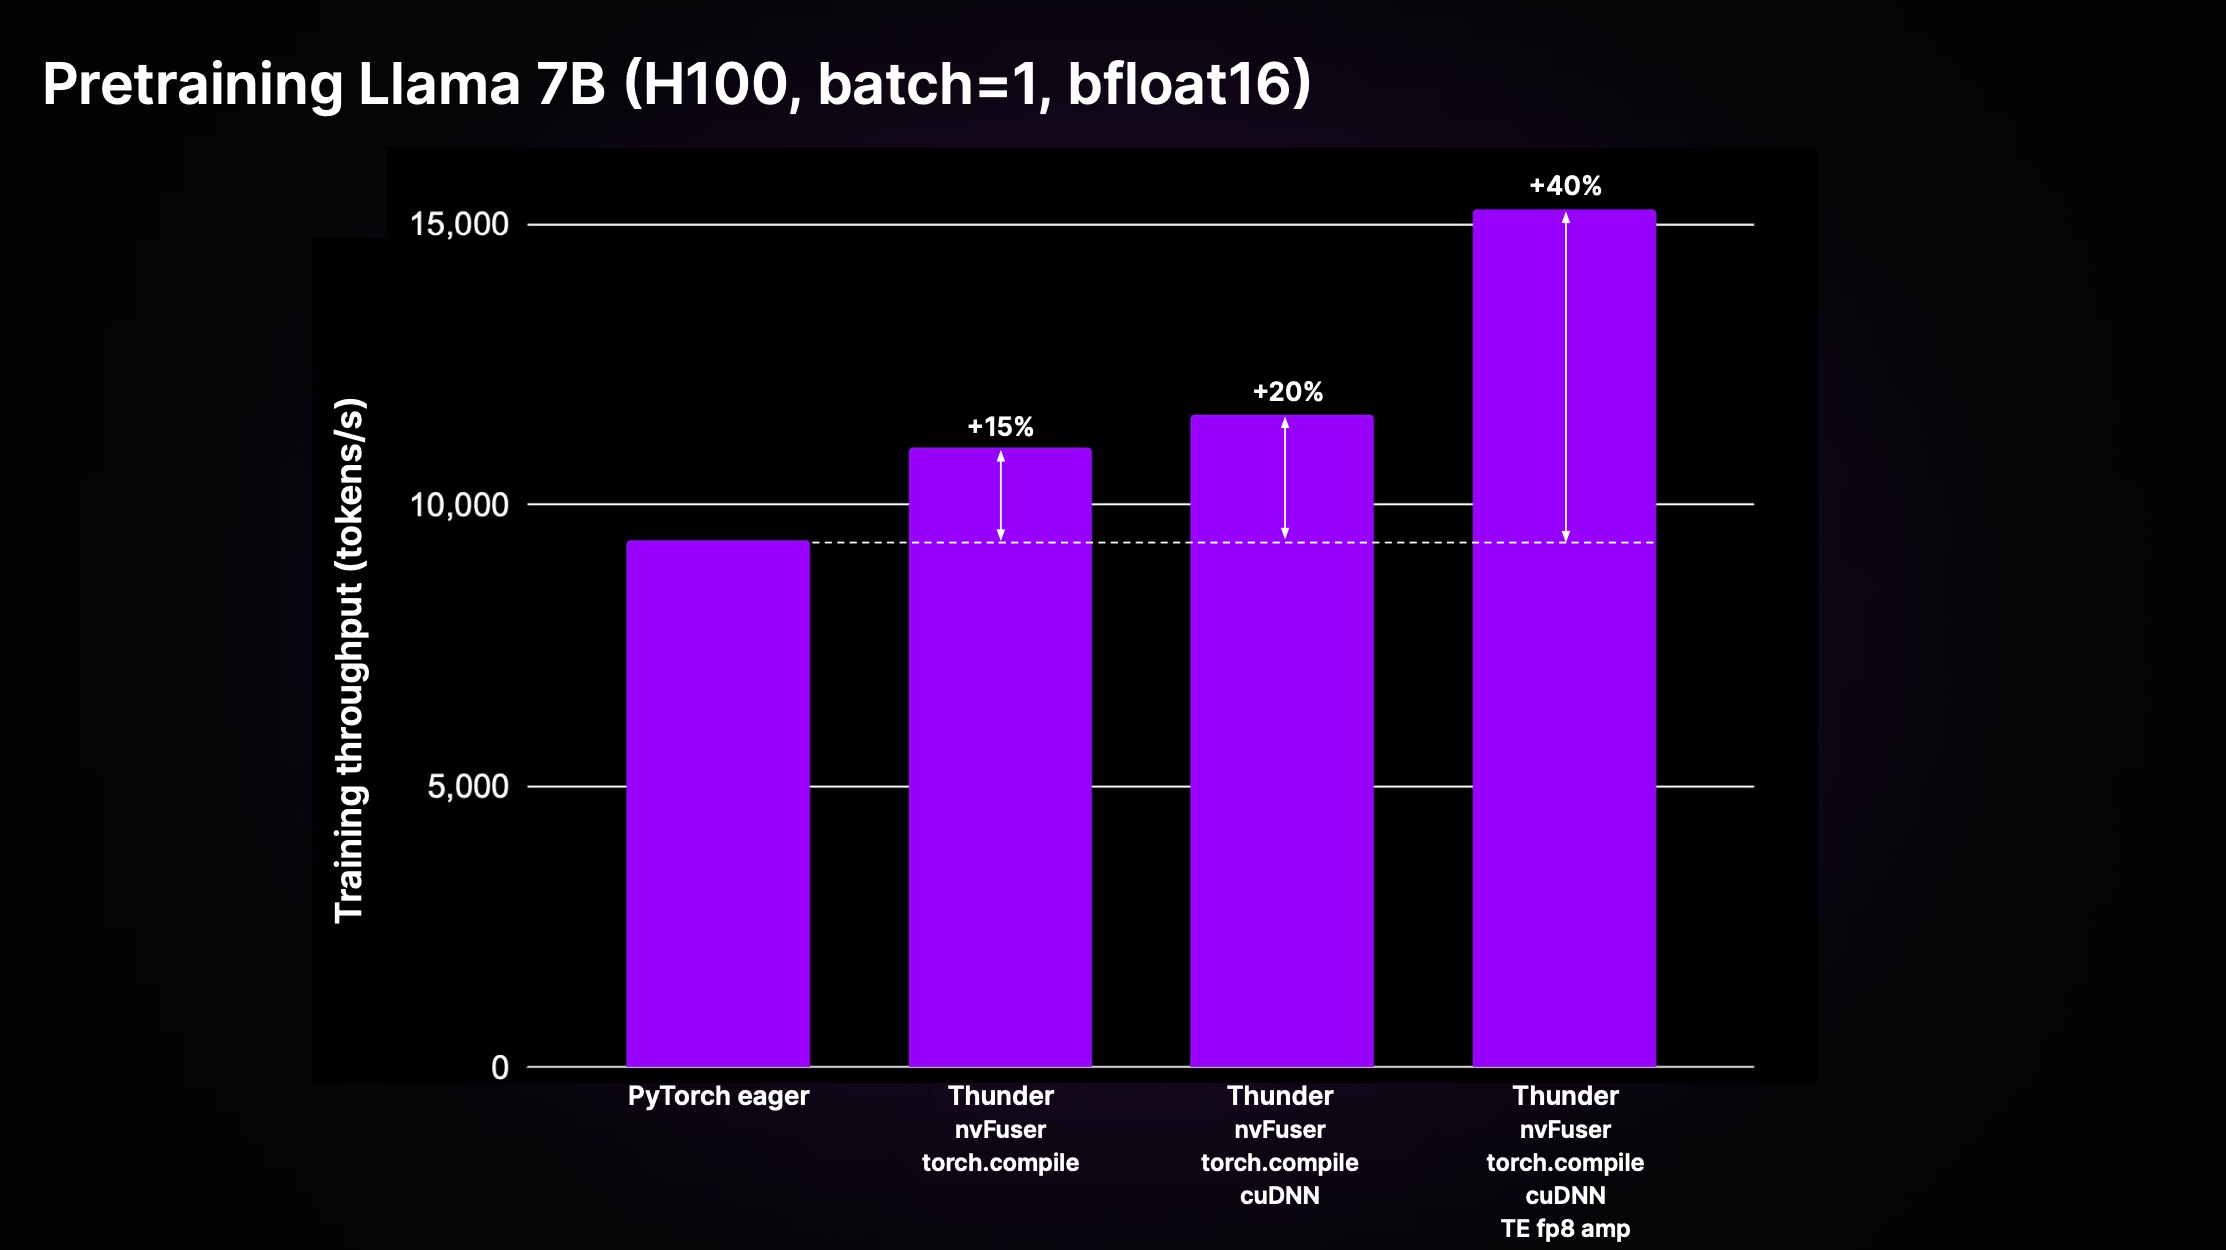 Pretraining Llama 7B (H100, batch=1, bfloat16)
Training throughput (tokens/s)
15,000
10,000
5,000
0
+15%
+20%
+40%
PyTorch eager
Thunder
nvFuser
torch.compile
Thunder
nvFuser
torch.compile
cuDNN
Thunder
nvFuser
torch.compile
cuDNN
TE fp8 amp